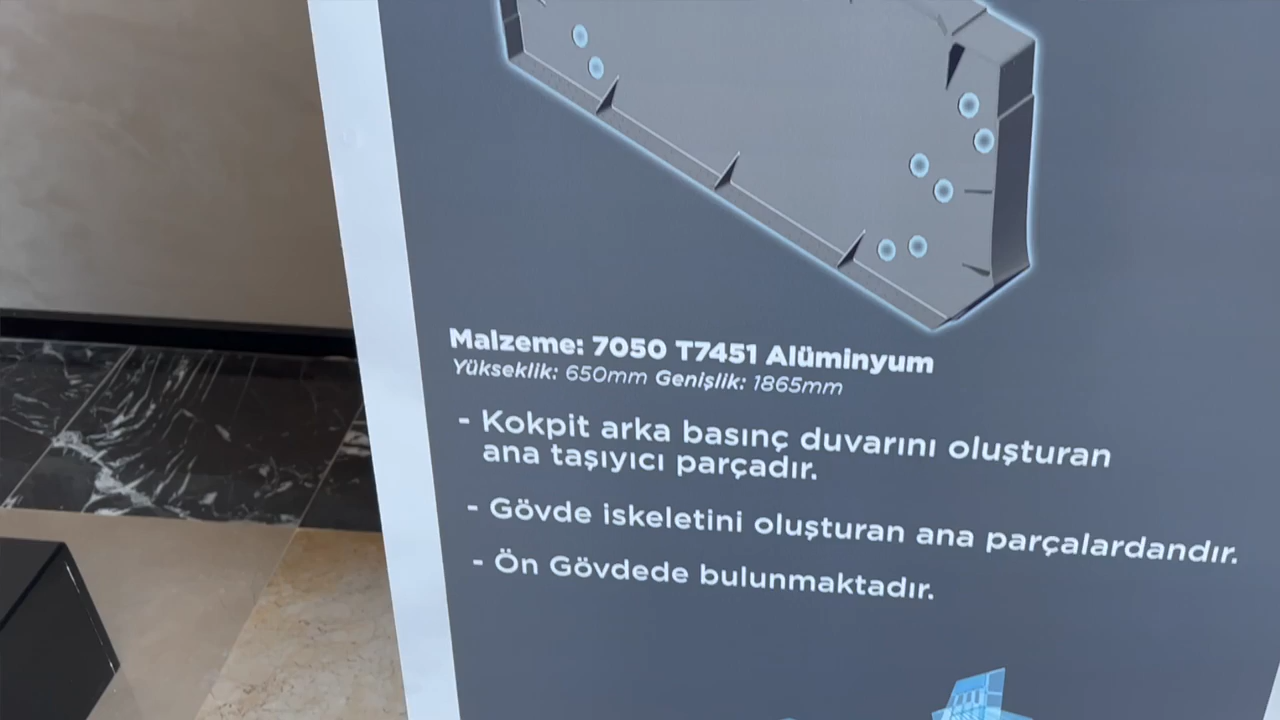 Malzeme: 7050 T7451 Alüminyum
Yükseklik: 650mm Genişlik: 1865mm
- Kokpit arka basınç duvarını oluşturan
ana taşıyıcı parçadır.
- Gövde iskeletini oluşturan ana parçalardandır.
- Ön Gövdede bulunmaktadır.